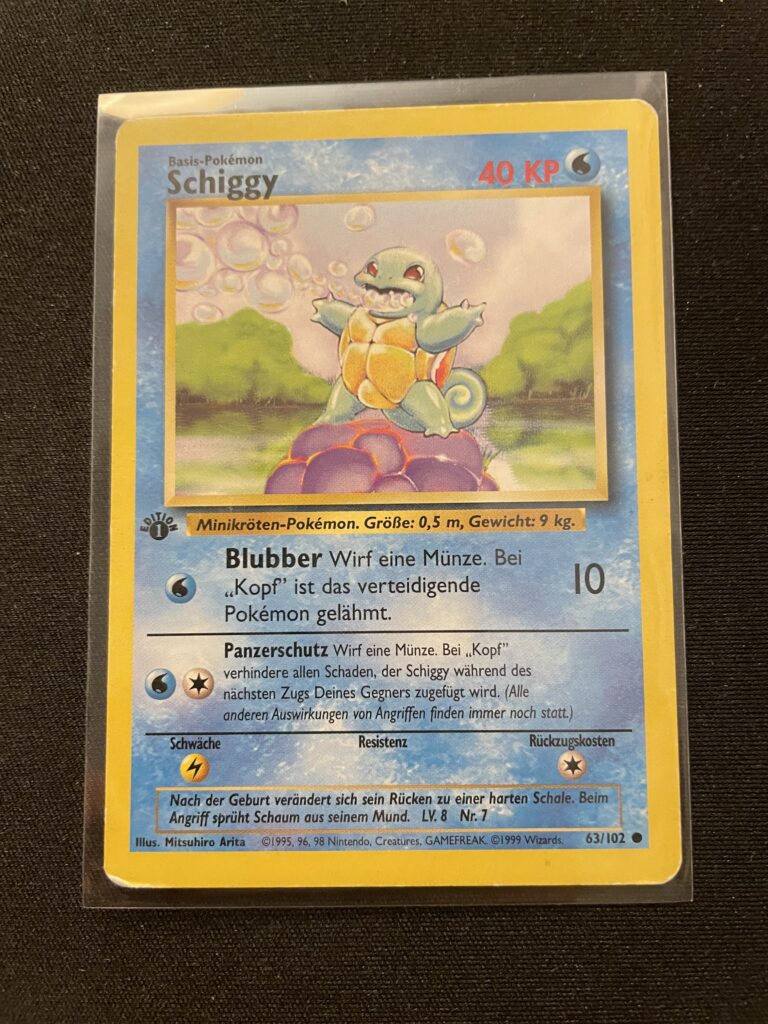 Basis-Pokémon
Schiggy
40 KP
EDITION
1
Minikröten-Pokémon. Größe: 0,5 m, Gewicht: 9 kg.
Blubber Wirf eine Münze. Bei
„Kopf” ist das verteidigende
Pokémon gelähmt.
10
Panzerschutz Wirf eine Münze. Bei „Kopf”
verhindere allen Schaden, der Schiggy während des
nächsten Zugs Deines Gegners zugefügt wird. (Alle
anderen Auswirkungen von Angriffen finden immer noch statt.)
Schwäche Resistenz Rückzugskosten
Nach der Geburt verändert sich sein Rücken zu einer harten Schale. Beim
Angriff sprüht Schaum aus seinem Mund. LV. 8 Nr. 7
Illus. Mitsuhiro Arita ©1995, 96, 98 Nintendo, Creatures, GAMEFREAK. ©1999 Wizards. 63/102